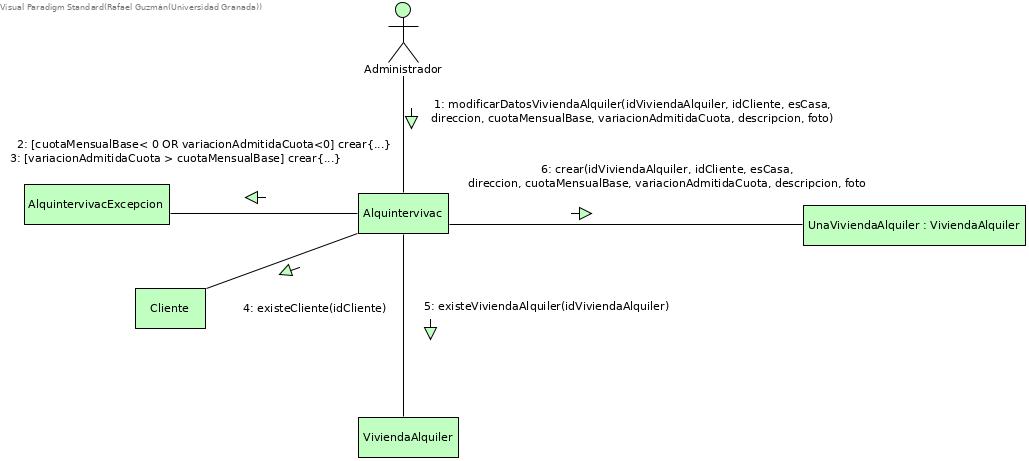 Visual Paradigm Standard(Rafael Guzmán(Universidad Granada))
Administrador
1: modificarDatosViviendaAlquiler(idViviendaAlquiler, idCliente, esCasa,
direccion, cuotaMensualBase, variacionAdmitidaCuota, descripcion, foto)
2: [cuotaMensualBase< 0 OR variacionAdmitidaCuota<0] crear{...}
3: [variacionAdmitidaCuota > cuotaMensualBase] crear{...}
6: crear(idViviendaAlquiler, idCliente, esCasa,
direccion, cuotaMensualBase, variacionAdmitidaCuota, descripcion, foto
AlquintervivacExcepcion
Alquintervivac
UnaViviendaAlquiler : ViviendaAlquiler
Cliente
4: existeCliente(idCliente)
5: existeViviendaAlquiler(idViviendaAlquiler)
ViviendaAlquiler